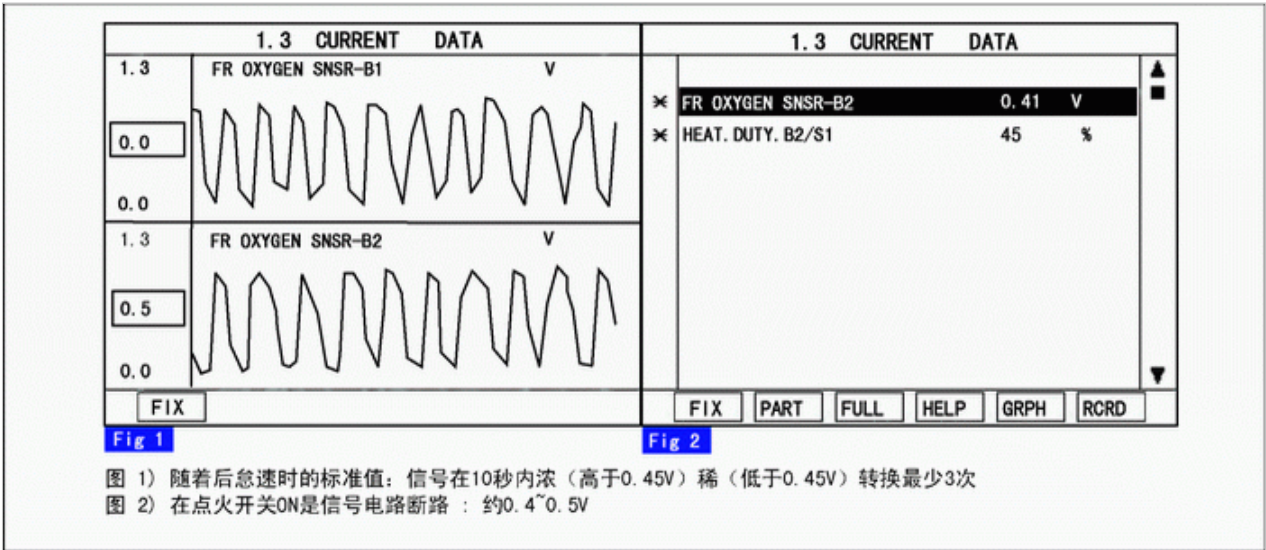 1.3 CURRENT DATA
1.3 FR OXYGEN SNSR-B1 V
0.0
0.0
1.3 FR OXYGEN SNSR-B2 V
0.5
0.0
FIX
Fig 1
1.3 CURRENT DATA
FR OXYGEN SNSR-B2 0.41 V
HEAT.DUTY.B2/S1 45 %
FIX PART FULL HELP GRPH RCRD
Fig 2
图 1) 随着后怠速时的标准值：信号在10秒内浓（高于0.45V）稀（低于0.45V）转换最少3次
图 2) 在点火开关ON是信号电路断路 : 约0.4~0.5V